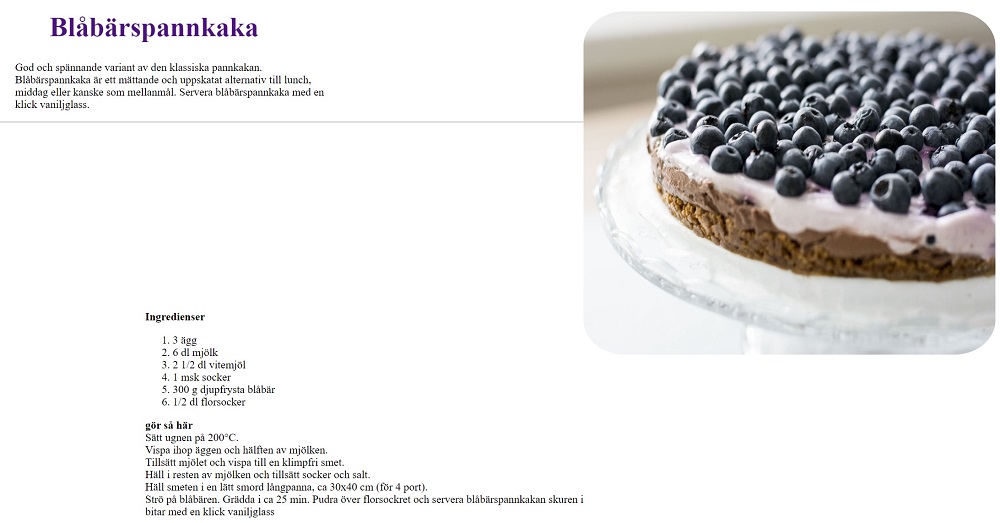 Blåbärspannkaka
God och spännande variant av den klassiska pannkakan.
Blåbärspannkaka är ett mättande och uppskatat alternativ till lunch,
middag eller kanske som mellanmål. Servera blåbärspannkaka med en
klick vaniljglass.
Ingredienser
1. 3 ägg
2. 6 dl mjölk
3. 2 1/2 dl vitemjöl
4. 1 msk socker
5. 300 g djupfrysta blåbär
6. 1/2 dl florsocker
gör så här
Sätt ugnen på 200°C.
Vispa ihop äggen och hälften av mjölken.
Tillsätt mjölet och vispa till en klimpfri smet.
Häll i resten av mjölken och tillsätt socker och salt.
Häll smeten i en lätt smord långpanna, ca 30x40 cm (för 4 port).
Strö på blåbären. Grädda i ca 25 min. Pudra över florsockret och servera blåbärspannkakan skuren i
bitar med en klick vaniljglass